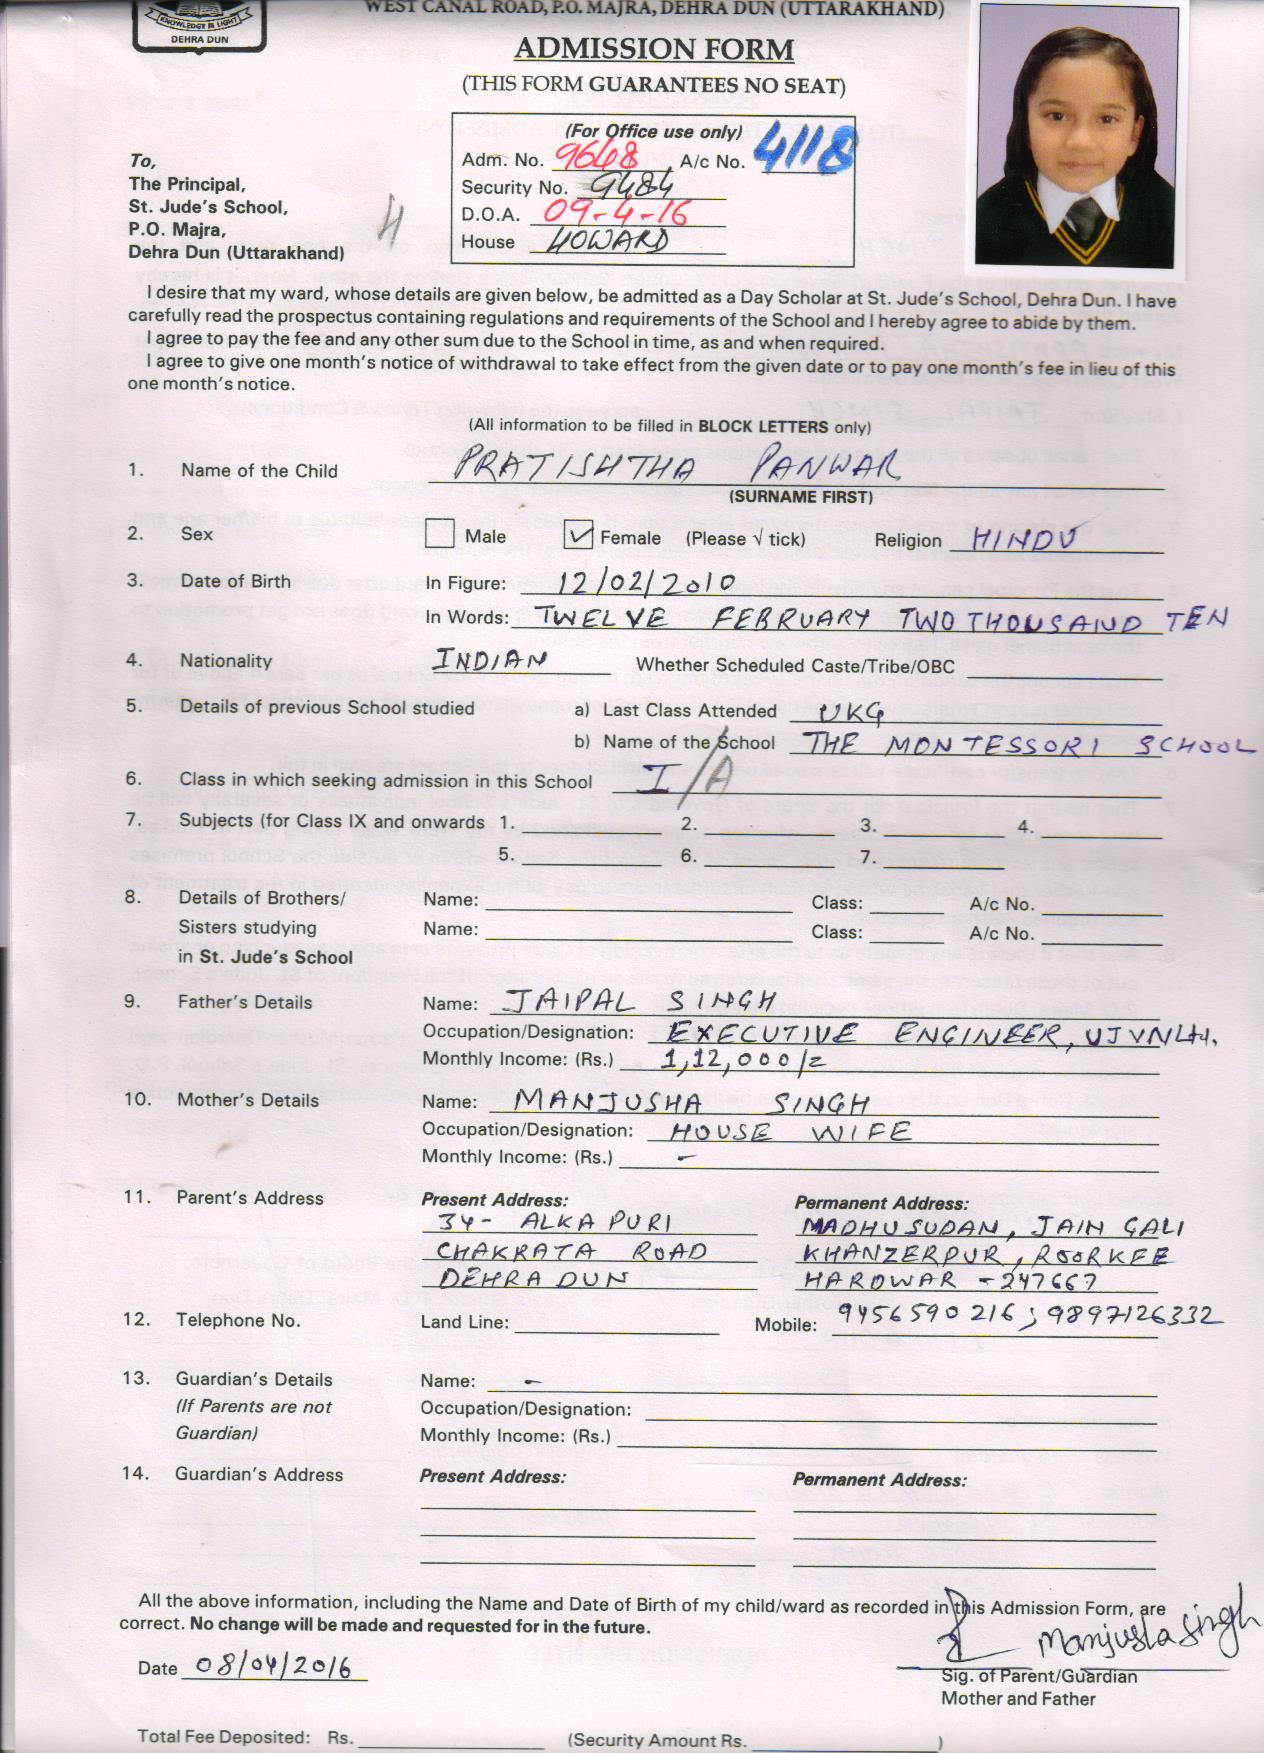 WEST CANAL ROAD, P.O. MAJRA, DEHRA DUN (UTTARAKHAND)
KNOWLEDGE IS LIGHT
DEHRA DUN
ADMISSION FORM
(THIS FORM GUARANTEES NO SEAT)
(For Office use only)
Adm. No. 9648 A/c No. 4118
Security No. 9484
D.O.A. 09-4-16
House HOWARD
To,
The Principal,
St. Jude's School,
P.O. Majra,
Dehra Dun (Uttarakhand)
H
I desire that my ward, whose details are given below, be admitted as a Day Scholar at St. Jude's School, Dehra Dun. I have
carefully read the prospectus containing regulations and requirements of the School and I hereby agree to abide by them.
I agree to pay the fee and any other sum due to the School in time, as and when required.
I agree to give one month's notice of withdrawal to take effect from the given date or to pay one month's fee in lieu of this
one month's notice.
(All information to be filled in BLOCK LETTERS only)
1. Name of the Child PRATISHTHA PANWAR
(SURNAME FIRST)
2. Sex Male ✓ Female (Please √ tick) Religion HINDU
3. Date of Birth In Figure: 12/02/2010
In Words: TWELVE FEBRUARY TWO THOUSAND TEN
4. Nationality INDIAN Whether Scheduled Caste/Tribe/OBC
5. Details of previous School studied a) Last Class Attended UKG
b) Name of the School THE MONTESSORI SCHOOL
6. Class in which seeking admission in this School I/A
7. Subjects (for Class IX and onwards 1. 2. 3. 4.
5. 6. 7.
8. Details of Brothers/ Name: Class: A/c No.
Sisters studying Name: Class: A/c No.
in St. Jude's School
9. Father's Details Name: JAIPAL SINGH
Occupation/Designation: EXECUTIVE ENGINEER, UJVNLtd.
Monthly Income: (Rs.) 1,12,000/=
10. Mother's Details Name: MANJUSHA SINGH
Occupation/Designation: HOUSE WIFE
Monthly Income: (Rs.) -
11. Parent's Address Present Address: Permanent Address:
34- ALKAPURI MADHUSUDAN, JAIN GALI
CHAKRATA ROAD KHANZERPUR, ROORKEE
DEHRADUN HARDWAR - 247667
12. Telephone No. Land Line: Mobile: 9456590216; 9897126332
13. Guardian's Details Name: -
(If Parents are not Occupation/Designation:
Guardian) Monthly Income: (Rs.)
14. Guardian's Address Present Address: Permanent Address:
All the above information, including the Name and Date of Birth of my child/ward as recorded in this Admission Form, are
correct. No change will be made and requested for in the future.
Manjusha Singh
Date 08/04/2016
Sig. of Parent/Guardian
Mother and Father
Total Fee Deposited: Rs. (Security Amount Rs. )